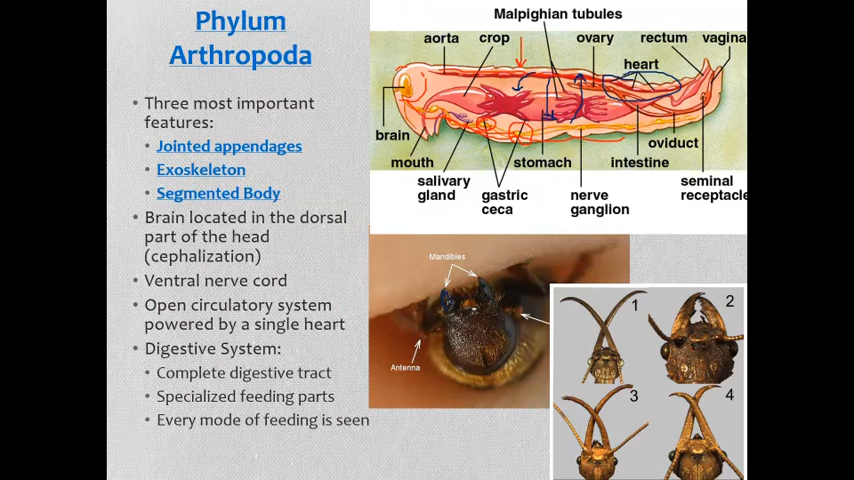 Phylum
Arthropoda
• Three most important
features:
• Jointed appendages
• Exoskeleton
• Segmented Body
• Brain located in the dorsal
part of the head
(cephalization)
• Ventral nerve cord
• Open circulatory system
powered by a single heart
• Digestive System:
• Complete digestive tract
• Specialized feeding parts
• Every mode of feeding is seen
Malpighian tubules
aorta crop ovary rectum vagina
heart
brain
oviduct
mouth stomach intestine
salivary
gland
gastric
ceca
nerve
ganglion
seminal
receptacle
Mandibles
Antenna
1 2
3 4